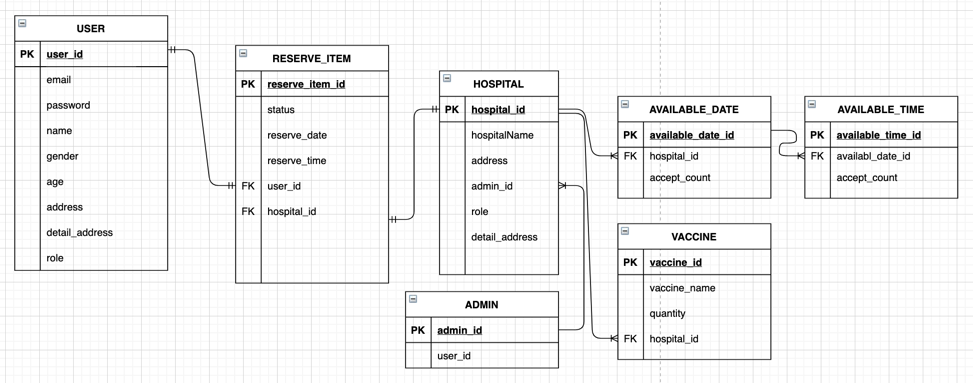 USER
PK user_id
email
password
name
gender
age
address
detail_address
role
RESERVE_ITEM
PK reserve_item_id
status
reserve_date
reserve_time
FK user_id
FK hospital_id
HOSPITAL
PK hospital_id
hospitalName
address
admin_id
role
detail_address
ADMIN
PK admin_id
user_id
AVAILABLE_DATE
PK available_date_id
FK hospital_id
accept_count
AVAILABLE_TIME
PK available_time_id
FK availabl_date_id
accept_count
VACCINE
PK vaccine_id
vaccine_name
quantity
FK hospital_id